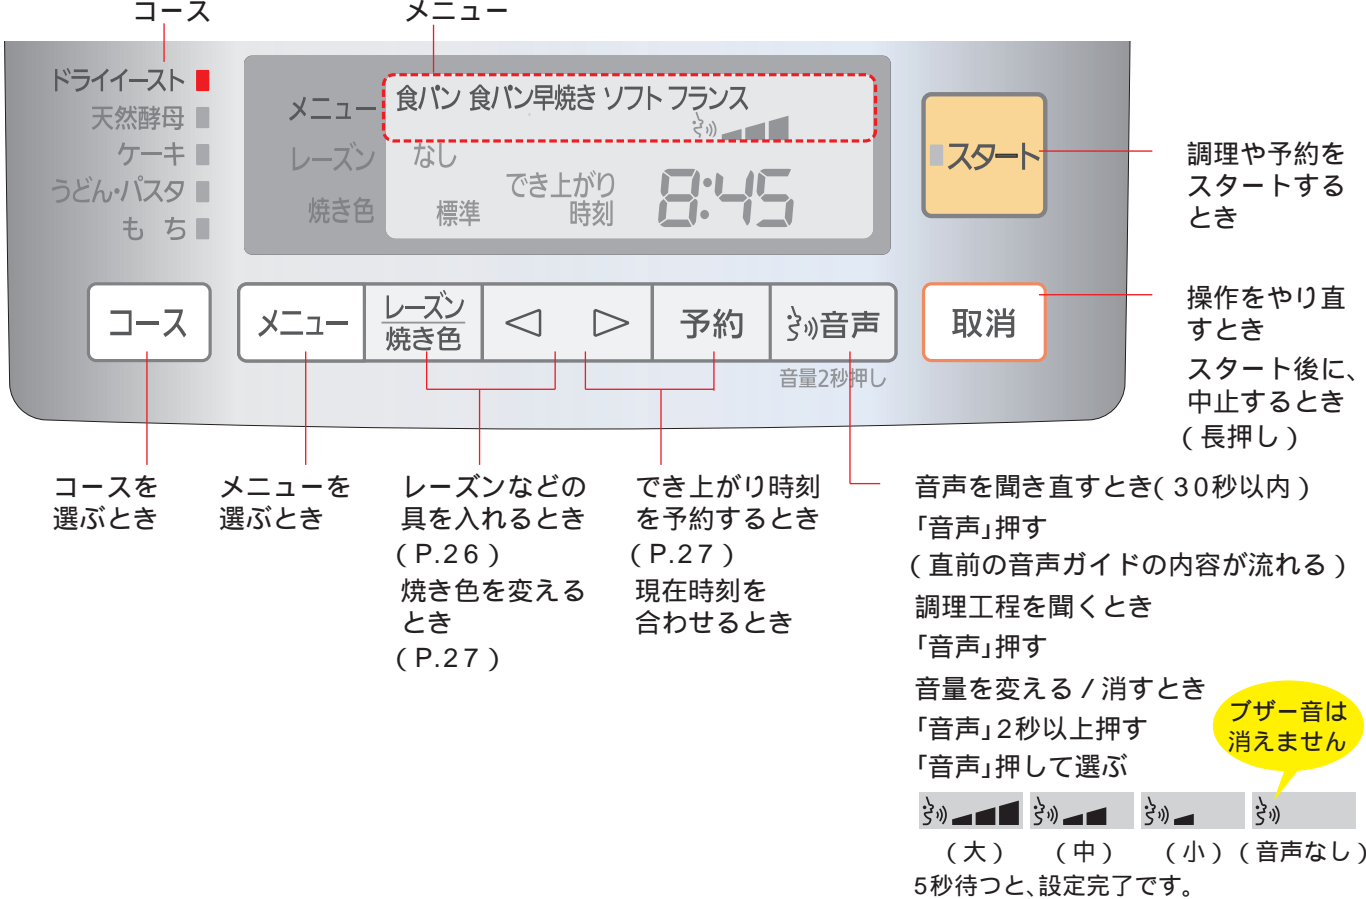 コース
メニュー
ドライイースト
天然酵母
ケーキ
うどん・パスタ
も ち
メニュー
食パン 食パン早焼き ソフト フランス
レーズン
なし
焼き色
標準
でき上がり
時刻
8:45
スタート
調理や予約を
スタートする
とき
コース
メニュー
レーズン
焼き色
予約
音声
音量2秒押し
取消
操作をやり直
すとき
スタート後に、
中止するとき
(長押し)
コースを
選ぶとき
メニューを
選ぶとき
レーズンなどの
具を入れるとき
(P.26)
焼き色を変える
とき
(P.27)
でき上がり時刻
を予約するとき
(P.27)
現在時刻を
合わせるとき
音声を聞き直すとき(30秒以内)
「音声」押す
(直前の音声ガイドの内容が流れる)
調理工程を聞くとき
「音声」押す
音量を変える/消すとき
「音声」2秒以上押す
「音声」押して選ぶ
ブザー音は
消えません
(大) (中) (小) (音声なし)
5秒待つと、設定完了です。